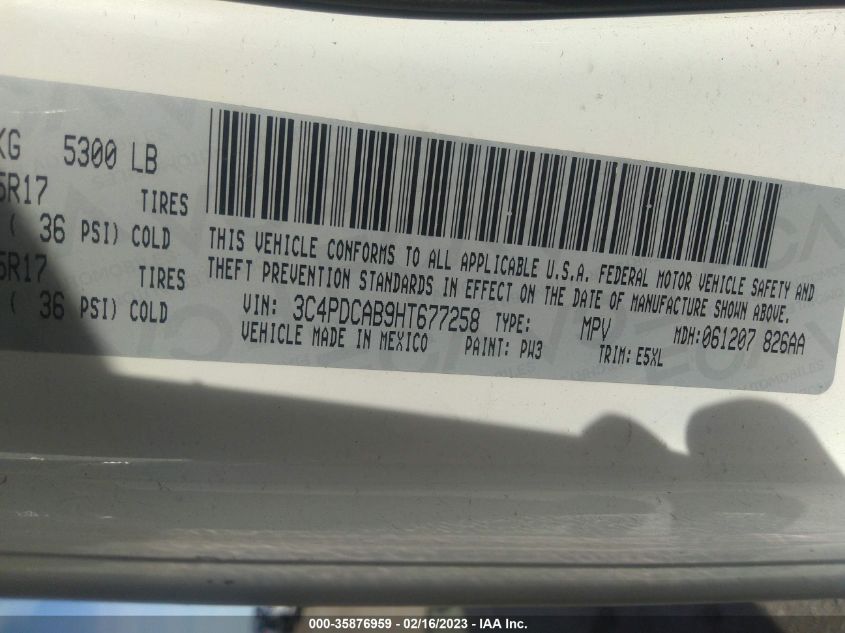 KG 5300 LB
5R17 TIRES
( 36 PSI) COLD
5R17 TIRES
( 36 PSI) COLD
THIS VEHICLE CONFORMS TO ALL APPLICABLE U.S.A. FEDERAL MOTOR VEHICLE SAFETY AND
THEFT PREVENTION STANDARDS IN EFFECT ON THE DATE OF MANUFACTURE SHOWN ABOVE.
VIN: 3C4PDCAB9HT677258 TYPE: MPV MDH: 061207 826AA
VEHICLE MADE IN MEXICO PAINT: PW3 TRIM: E5XL
000-35876959 - 02/16/2023 - IAA Inc.